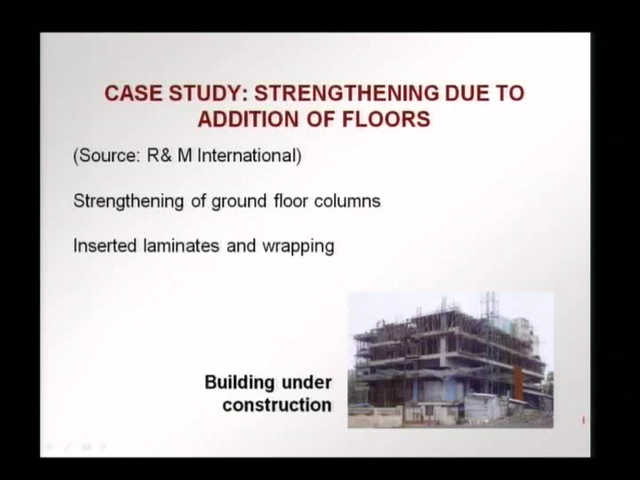 CASE STUDY: STRENGTHENING DUE TO
ADDITION OF FLOORS
(Source: R& M International)
Strengthening of ground floor columns
Inserted laminates and wrapping
Building under
construction